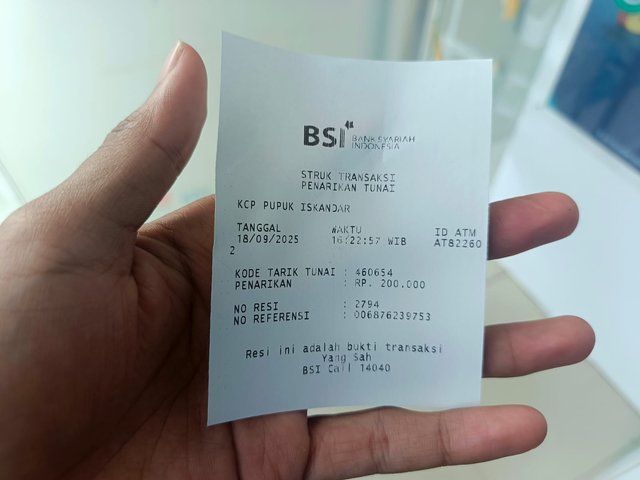 BSI BANK SYARIAH
INDONESIA
STRUK TRANSAKSI
PENARIKAN TUNAI
KCP PUPUK ISKANDAR
TANGGAL WAKTU ID ATM
18/09/2025 16:22:57 WIB AT82260
2
KODE TARIK TUNAI : 460654
PENARIKAN : RP. 200.000
NO RESI : 2794
NO REFERENSI : 006876239753
Resi ini adalah bukti transaksi
Yang Sah
BSI Call 14040